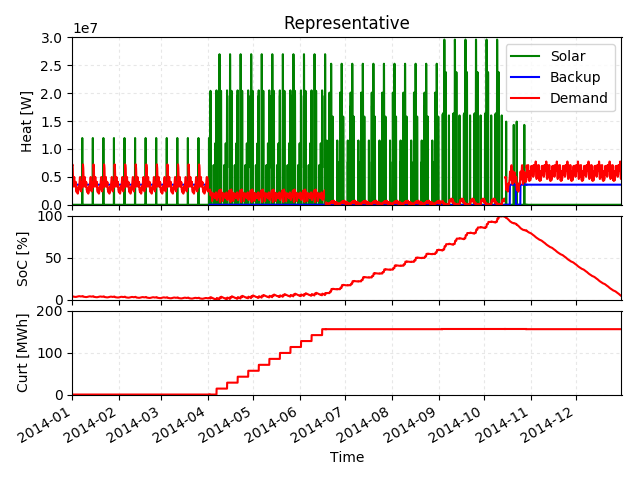 Representative
1e7
3.0
2.5
2.0
1.5
1.0
0.5
0.0
Heat [W]
Solar
Backup
Demand
100
50
0
SoC [%]
200
100
0
Curt [MWh]
2014-01
2014-02
2014-03
2014-04
2014-05
2014-06
2014-07
2014-08
2014-09
2014-10
2014-11
2014-12
Time